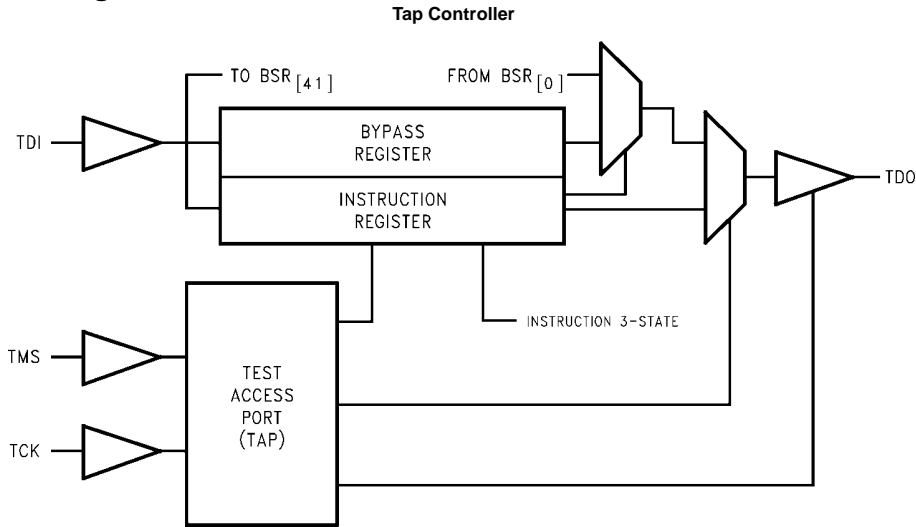 Tap Controller
TO BSR[41]
FROM BSR[0]
TDI
BYPASS
REGISTER
INSTRUCTION
REGISTER
TDO
INSTRUCTION 3-STATE
TMS
TEST
ACCESS
PORT
(TAP)
TCK